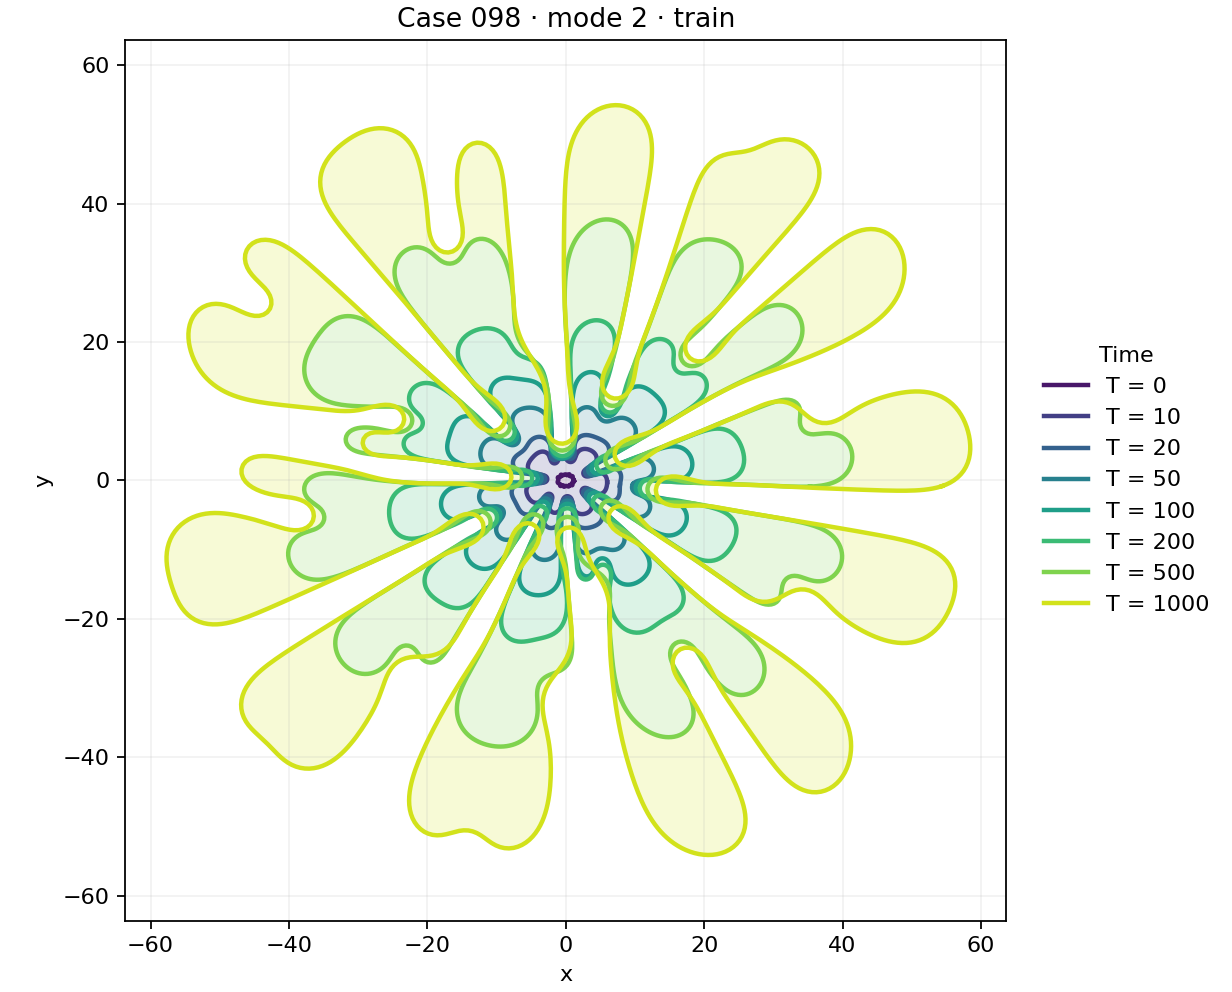 Case 098 · mode 2 · train
60
40
20
0
−20
−40
−60
y
−60 −40 −20 0 20 40 60
x
Time
T = 0
T = 10
T = 20
T = 50
T = 100
T = 200
T = 500
T = 1000